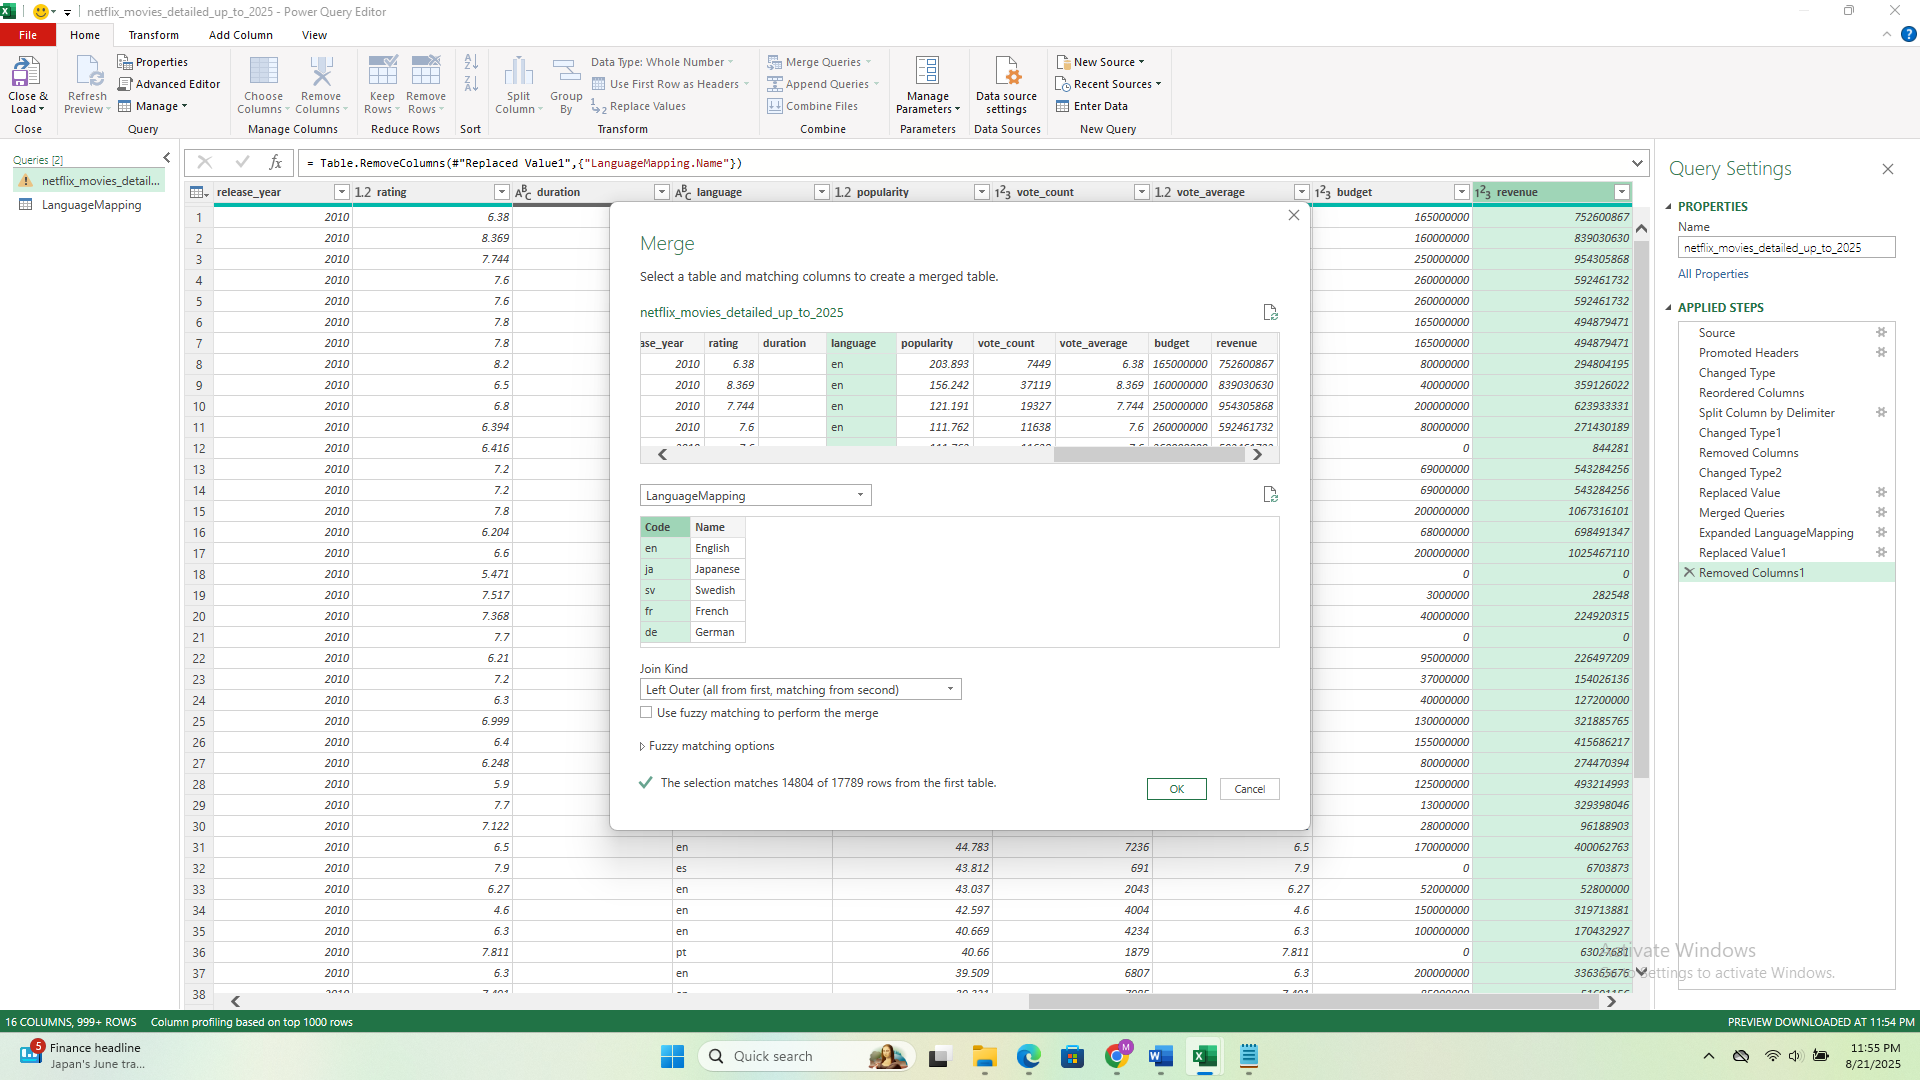 netflix_movies_detailed_up_to_2025 - Power Query Editor
File Home Transform Add Column View
Close & Load
Close
Refresh Preview
Properties
Advanced Editor
Manage
Query
Choose Columns
Remove Columns
Manage Columns
Keep Rows
Remove Rows
Reduce Rows
Sort
Split Column
Group By
Data Type: Whole Number
Use First Row as Headers
Replace Values
Transform
Merge Queries
Append Queries
Combine Files
Combine
Manage Parameters
Parameters
Data source settings
Data Sources
New Source
Recent Sources
Enter Data
New Query
Queries [2]
netflix_movies_detail...
LanguageMapping
= Table.RemoveColumns(#"Replaced Value1",{"LanguageMapping.Name"})
release_year 1.2 rating ABC duration ABC language 1.2 popularity 123 vote_count 1.2 vote_average 123 budget 123 revenue
1 2010 6.38 165000000 752600867
2 2010 8.369 160000000 839030630
3 2010 7.744 250000000 954305868
4 2010 7.6 260000000 592461732
5 2010 7.6 260000000 592461732
6 2010 7.8 165000000 494879471
7 2010 7.8 165000000 494879471
8 2010 8.2 80000000 294804195
9 2010 6.5 40000000 359126022
10 2010 6.8 200000000 623933331
11 2010 6.394 80000000 271430189
12 2010 6.416 0 844281
13 2010 7.2 69000000 543284256
14 2010 7.2 69000000 543284256
15 2010 7.8 200000000 1067316101
16 2010 6.204 68000000 698491347
17 2010 6.6 200000000 1025467110
18 2010 5.471 0 0
19 2010 7.517 3000000 282548
20 2010 7.368 40000000 224920315
21 2010 7.7 0 0
22 2010 6.21 95000000 226497209
23 2010 7.2 37000000 154026136
24 2010 6.3 40000000 127200000
25 2010 6.999 130000000 321885765
26 2010 6.4 155000000 415686217
27 2010 6.248 80000000 274470394
28 2010 5.9 125000000 493214993
29 2010 7.7 13000000 329398046
30 2010 7.122 28000000 96188903
31 2010 6.5 en 44.783 7236 6.5 170000000 400062763
32 2010 7.9 es 43.812 691 7.9 0 6703873
33 2010 6.27 en 43.037 2043 6.27 52000000 52800000
34 2010 4.6 en 42.597 4004 4.6 150000000 319713881
35 2010 6.3 en 40.669 4234 6.3 100000000 170432927
36 2010 7.811 pt 40.66 1879 7.811 0 63027681
37 2010 6.3 en 39.509 6807 6.3 200000000 336365676
38
Merge
Select a table and matching columns to create a merged table.
netflix_movies_detailed_up_to_2025
ase_year rating duration language popularity vote_count vote_average budget revenue
2010 6.38 en 203.893 7449 6.38 165000000 752600867
2010 8.369 en 156.242 37119 8.369 160000000 839030630
2010 7.744 en 121.191 19327 7.744 250000000 954305868
2010 7.6 en 111.762 11638 7.6 260000000 592461732
LanguageMapping
Code Name
en English
ja Japanese
sv Swedish
fr French
de German
Join Kind
Left Outer (all from first, matching from second)
Use fuzzy matching to perform the merge
Fuzzy matching options
The selection matches 14804 of 17789 rows from the first table.
OK Cancel
Query Settings
PROPERTIES
Name
netflix_movies_detailed_up_to_2025
All Properties
APPLIED STEPS
Source
Promoted Headers
Changed Type
Reordered Columns
Split Column by Delimiter
Changed Type1
Removed Columns
Changed Type2
Replaced Value
Merged Queries
Expanded LanguageMapping
Replaced Value1
Removed Columns1
Activate Windows
Go to Settings to activate Windows.
16 COLUMNS, 999+ ROWS Column profiling based on top 1000 rows PREVIEW DOWNLOADED AT 11:54 PM
5
Finance headline
Japan's June tra...
Quick search
M
11:55 PM
8/21/2025